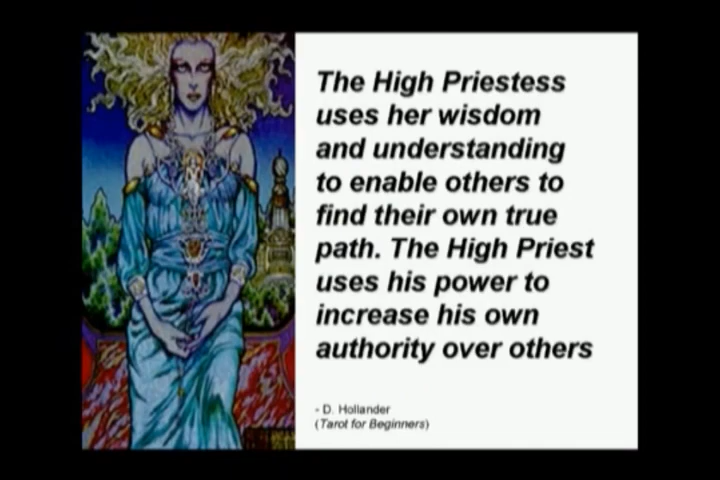 The High Priestess
uses her wisdom
and understanding
to enable others to
find their own true
path. The High Priest
uses his power to
increase his own
authority over others
- D. Hollander
(Tarot for Beginners)